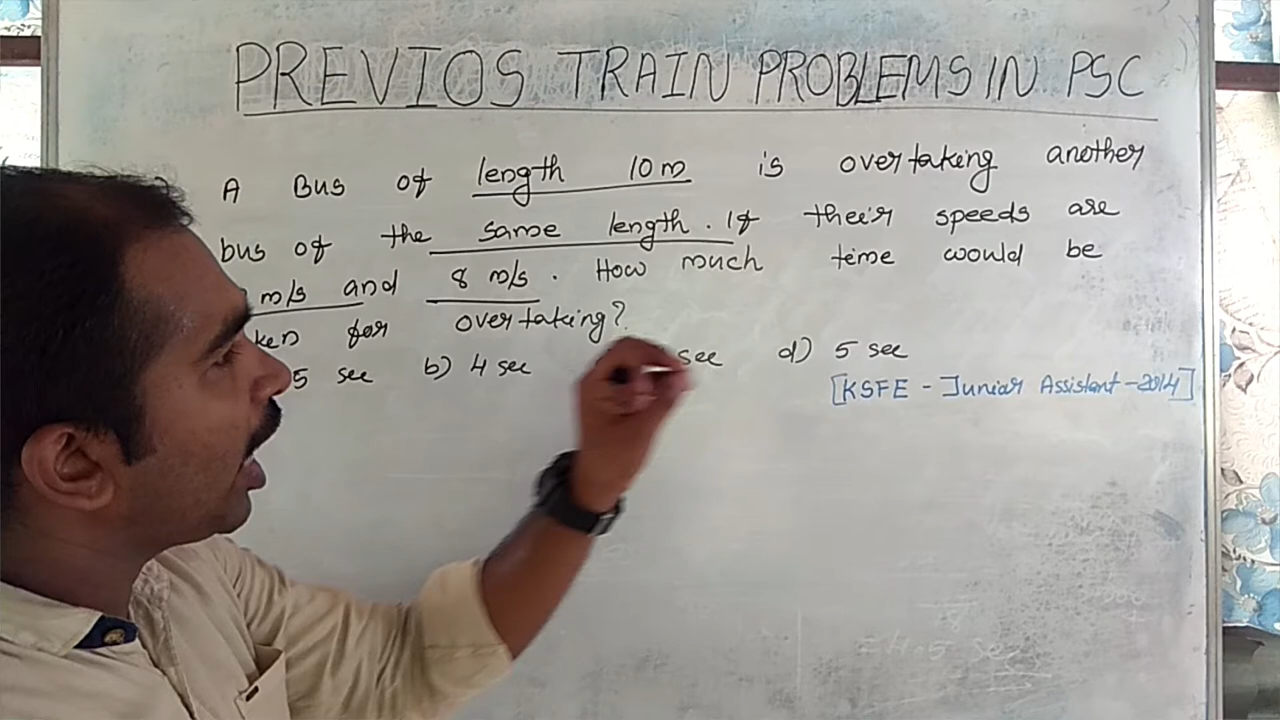 PREVIOS TRAIN PROBLEMS IN PSC
A Bus of length 10m is overtaking another
bus of the same length. If their speeds are
m/s and 8 m/s. How much time would be
for overtaking?
5 sec b) 4 sec sec d) 5 sec
[KSFE - Junior Assistant - 2014]